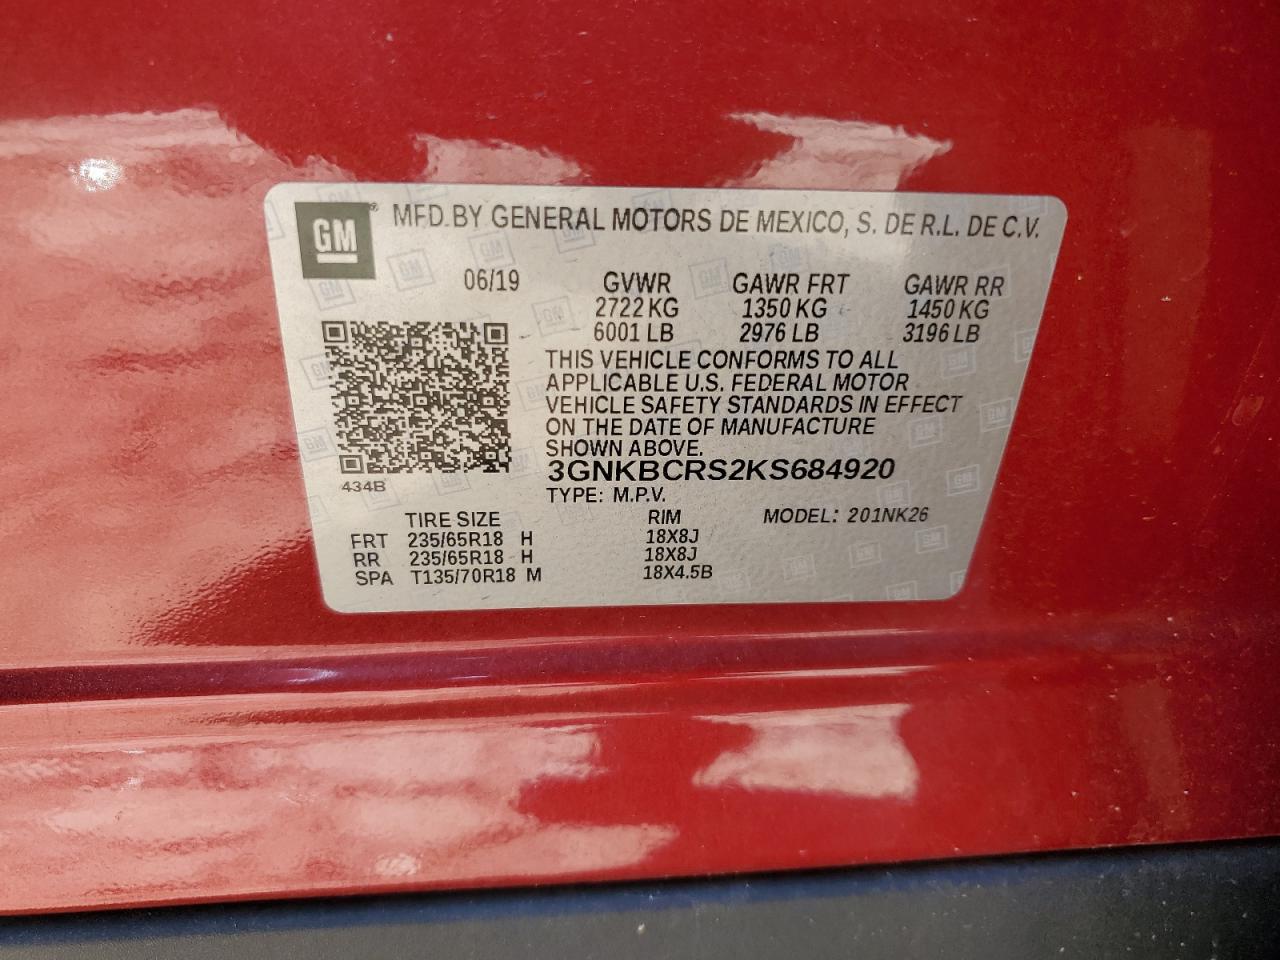 GM® MFD.BY GENERAL MOTORS DE MEXICO, S. DE R.L. DE C.V.
06/19 GVWR GAWR FRT GAWR RR
2722 KG 1350 KG 1450 KG
6001 LB 2976 LB 3196 LB
THIS VEHICLE CONFORMS TO ALL
APPLICABLE U.S. FEDERAL MOTOR
VEHICLE SAFETY STANDARDS IN EFFECT
ON THE DATE OF MANUFACTURE
SHOWN ABOVE.
3GNKBCRS2KS684920
434B
TYPE: M.P.V.
TIRE SIZE RIM MODEL: 201NK26
FRT 235/65R18 H 18X8J
RR 235/65R18 H 18X8J
SPA T135/70R18 M 18X4.5B